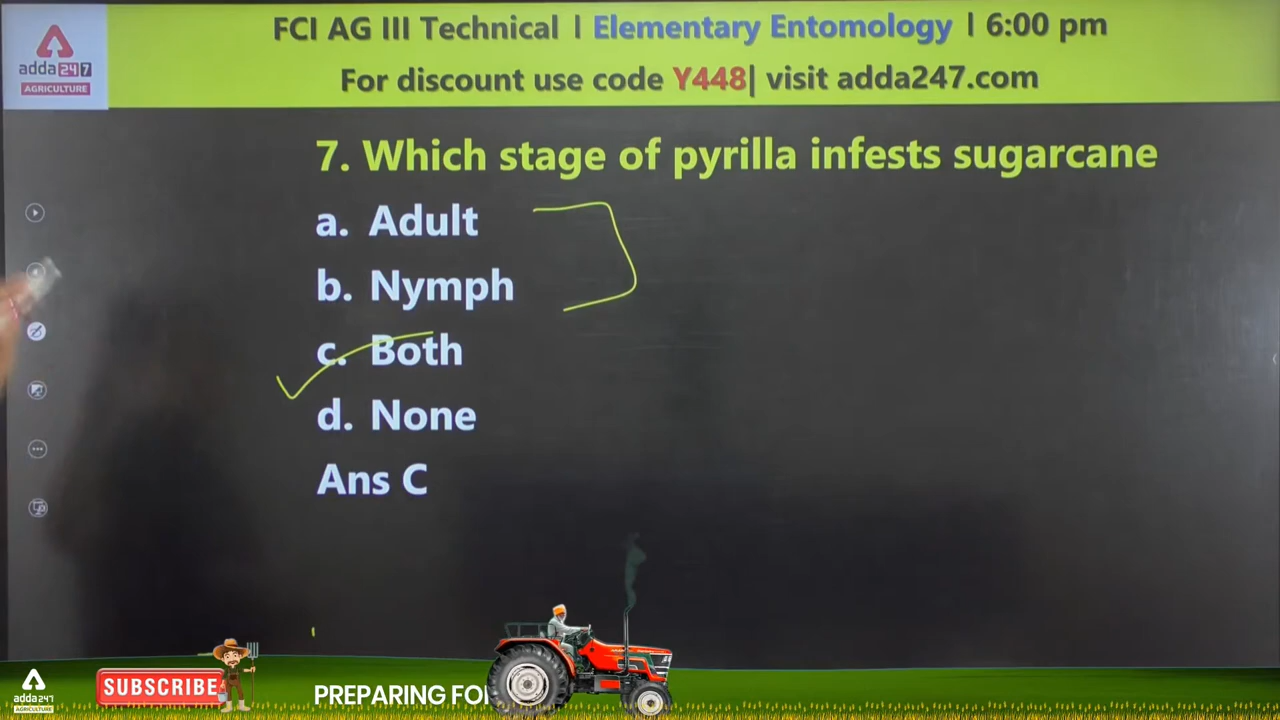 FCI AG III Technical I Elementary Entomology I 6:00 pm
For discount use code Y448| visit adda247.com
adda247
AGRICULTURE
7. Which stage of pyrilla infests sugarcane
a. Adult
b. Nymph
c. Both
d. None
Ans C
adda247
AGRICULTURE
SUBSCRIBE
PREPARING FO